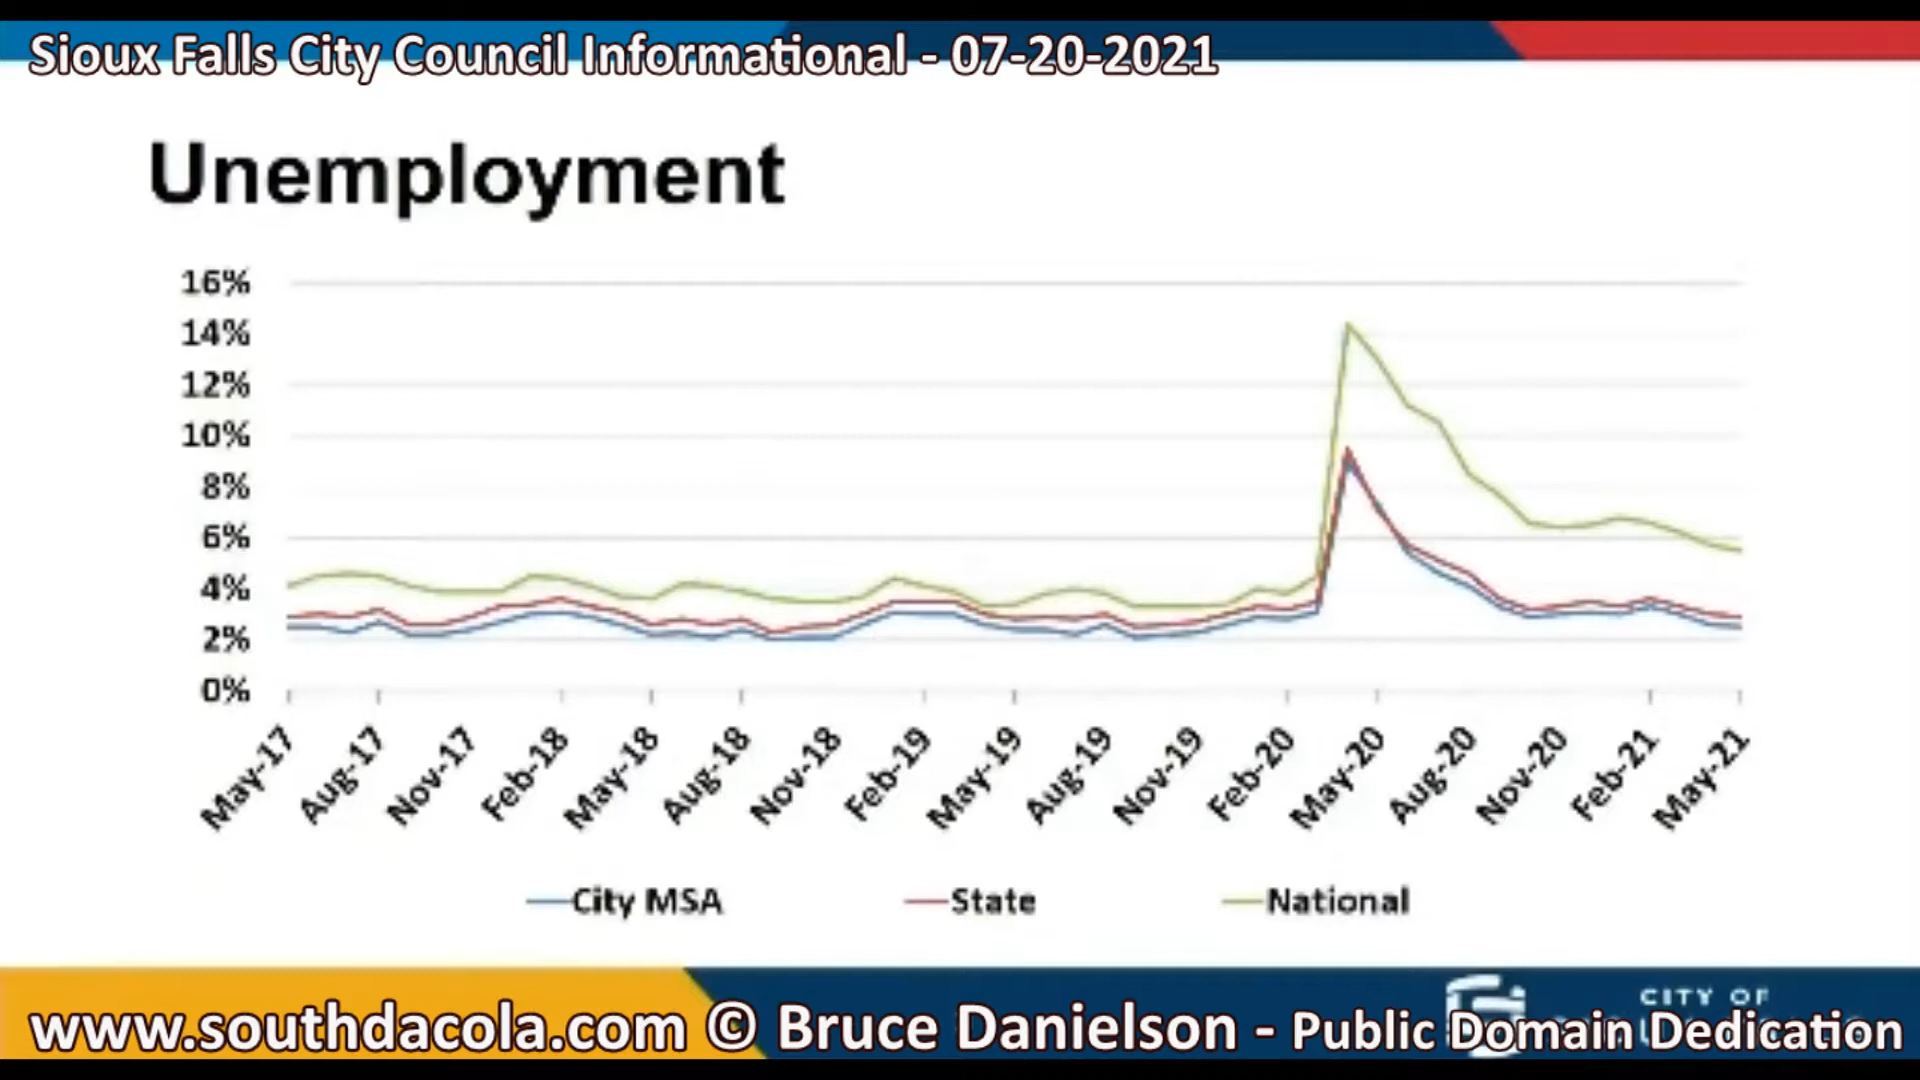 Sioux Falls City Council Informational - 07-20-2021
Unemployment
16%
14%
12%
10%
8%
6%
4%
2%
0%
May-17 Aug-17 Nov-17 Feb-18 May-18 Aug-18 Nov-18 Feb-19 May-19 Aug-19 Nov-19 Feb-20 May-20 Aug-20 Nov-20 Feb-21 May-21
City MSA State National
CITY OF
www.southdacola.com © Bruce Danielson - Public Domain Dedication